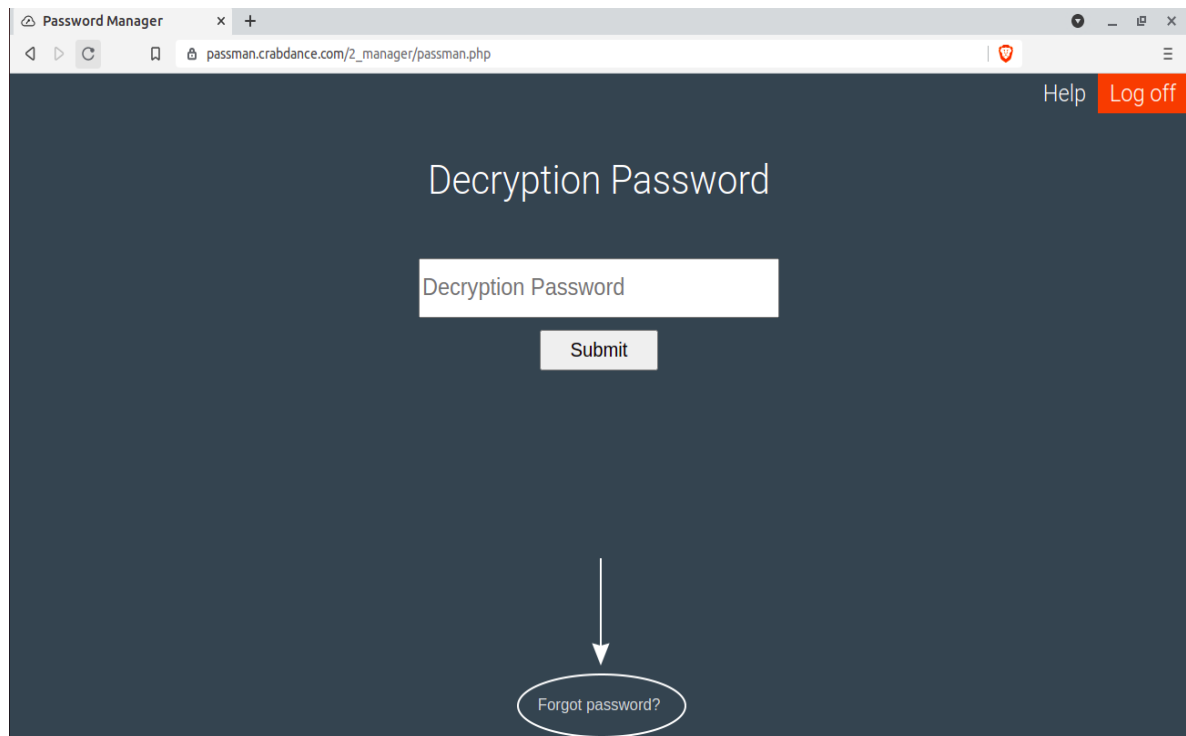 Password Manager
passman.crabdance.com/2_manager/passman.php
Help Log off
Decryption Password
Decryption Password
Submit
Forgot password?